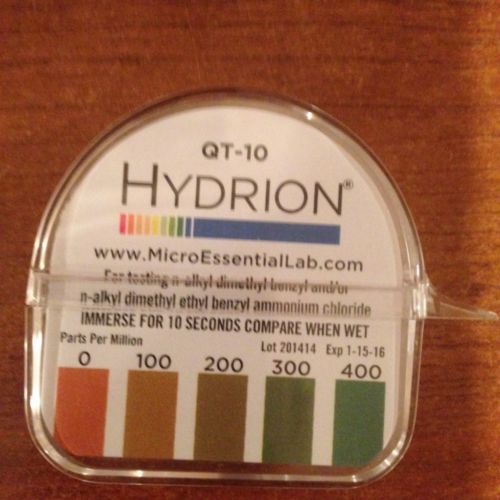 QT-10
HYDRION®
www.MicroEssentialLab.com
For testing n-alkyl dimethyl benzyl and/or
n-alkyl dimethyl ethyl benzyl ammonium chloride
IMMERSE FOR 10 SECONDS COMPARE WHEN WET
Parts Per Million Lot 201414 Exp 1-15-16
0 100 200 300 400